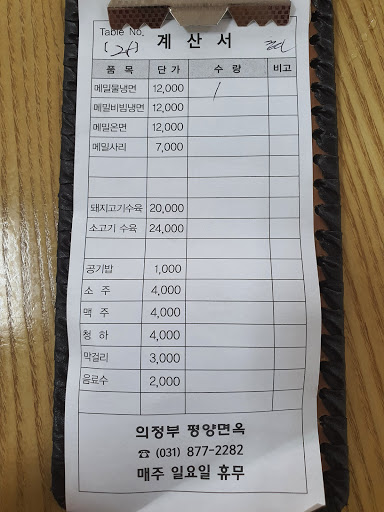 Table No.
계 산 서
품 목 단 가 수 량 비고
메밀물냉면 12,000 /
메밀비빔냉면 12,000
메밀온면 12,000
메밀사리 7,000
돼지고기수육 20,000
소고기 수육 24,000
공기밥 1,000
소 주 4,000
맥 주 4,000
청 하 4,000
막걸리 3,000
음료수 2,000
의정부 평양면옥
☎ (031) 877-2282
매주 일요일 휴무